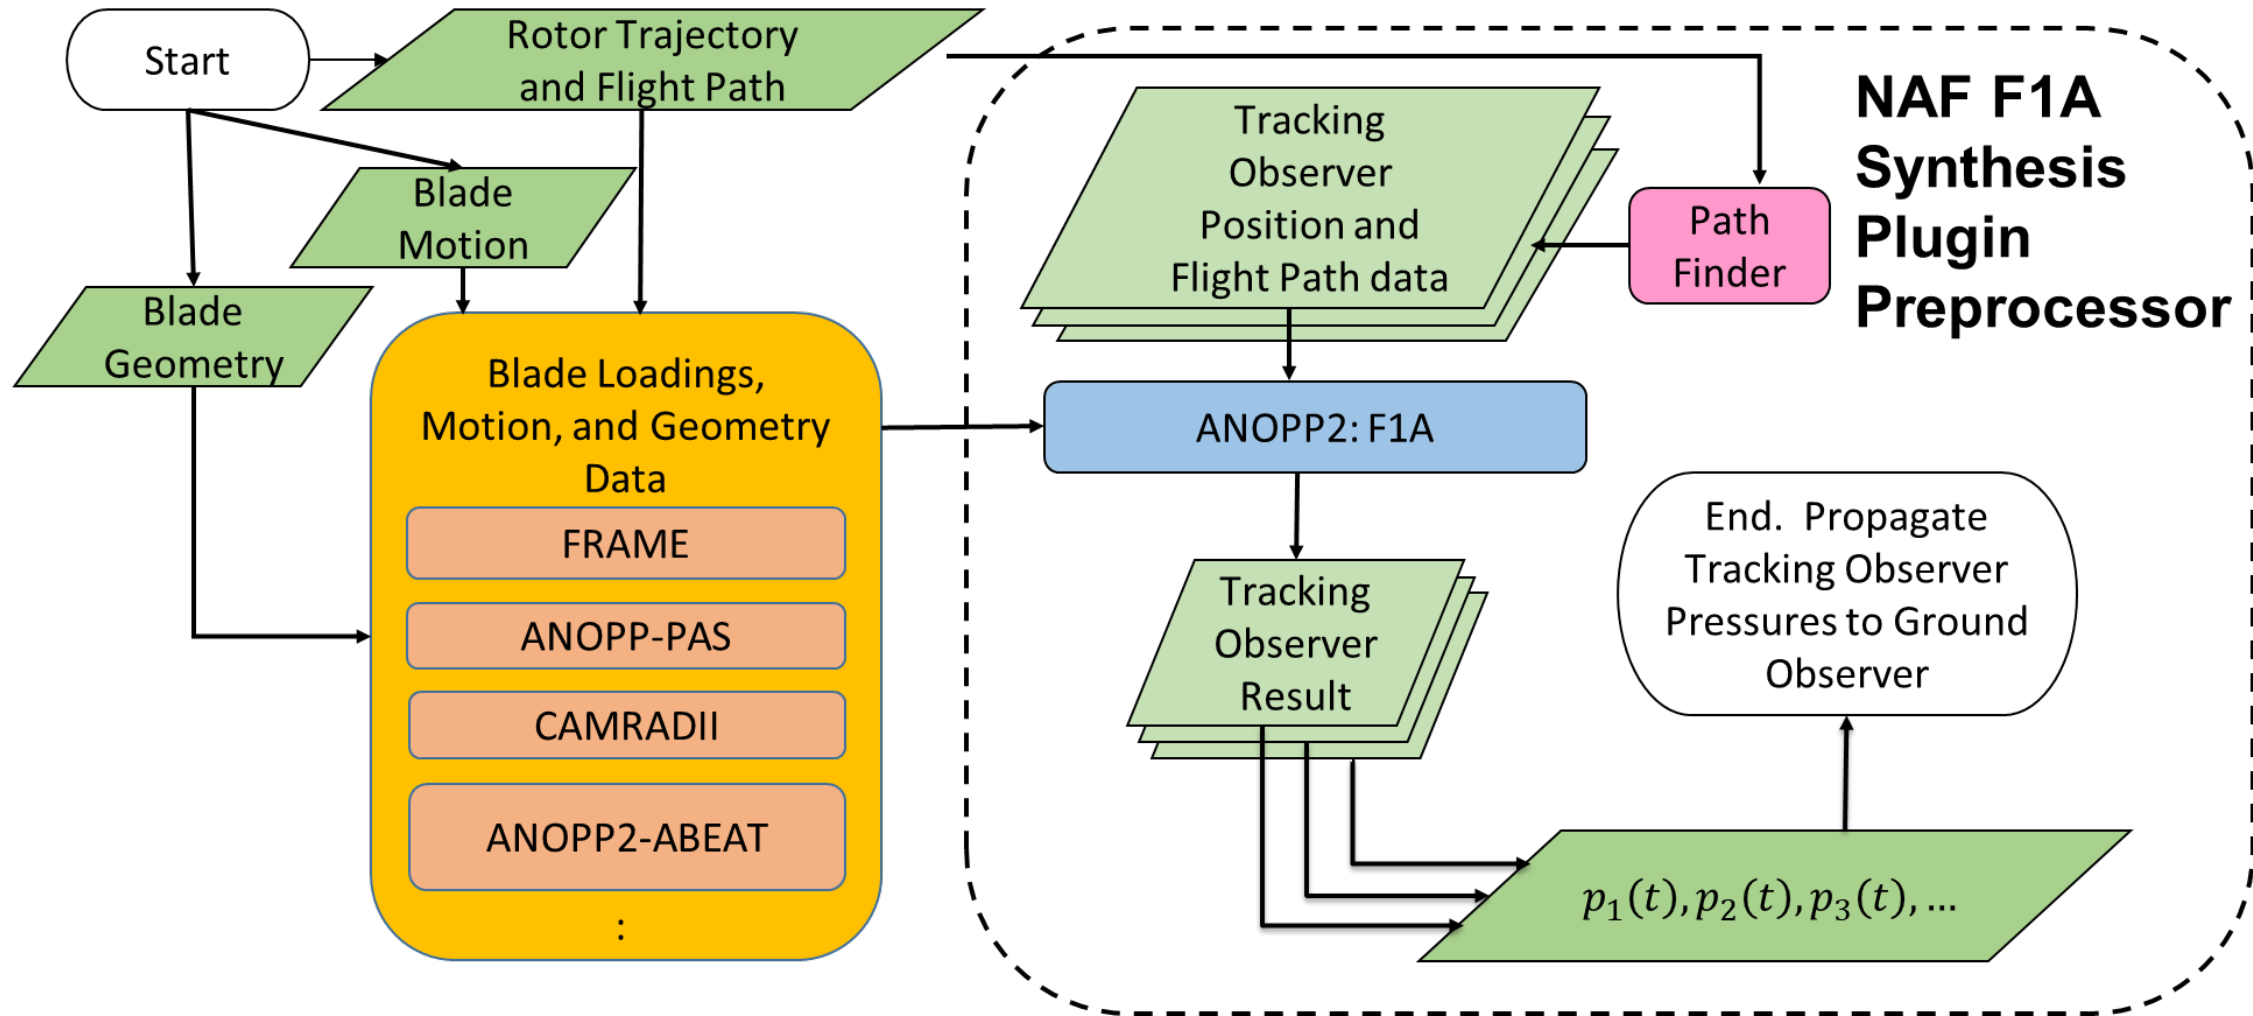 Start
Rotor Trajectory
and Flight Path
Blade
Motion
Blade
Geometry
Blade Loadings,
Motion, and Geometry
Data
FRAME
ANOPP-PAS
CAMRADII
ANOPP2-ABEAT
:
NAF F1A
Synthesis
Plugin
Preprocessor
Path
Finder
Tracking
Observer
Position and
Flight Path data
ANOPP2: F1A
Tracking
Observer
Result
p₁(t), p₂(t), p₃(t), ...
End. Propagate
Tracking Observer
Pressures to Ground
Observer